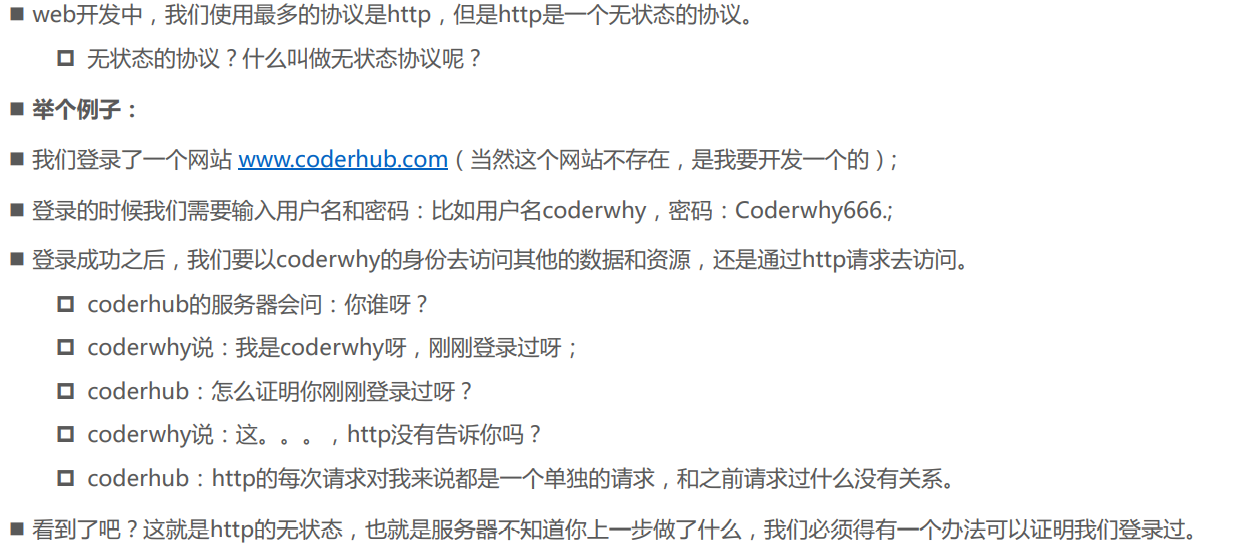 web开发中，我们使用最多的协议是http，但是http是一个无状态的协议。
无状态的协议？什么叫做无状态协议呢？
举个例子：
我们登录了一个网站 www.coderhub.com（当然这个网站不存在，是我要开发一个的）;
登录的时候我们需要输入用户名和密码：比如用户名coderwhy，密码：Coderwhy666.;
登录成功之后，我们要以coderwhy的身份去访问其他的数据和资源，还是通过http请求去访问。
coderhub的服务器会问：你谁呀？
coderwhy说：我是coderwhy呀，刚刚登录过呀；
coderhub：怎么证明你刚刚登录过呀？
coderwhy说：这。。。，http没有告诉你吗？
coderhub：http的每次请求对我来说都是一个单独的请求，和之前请求过什么没有关系。
看到了吧？这就是http的无状态，也就是服务器不知道你上一步做了什么，我们必须得有一个办法可以证明我们登录过。